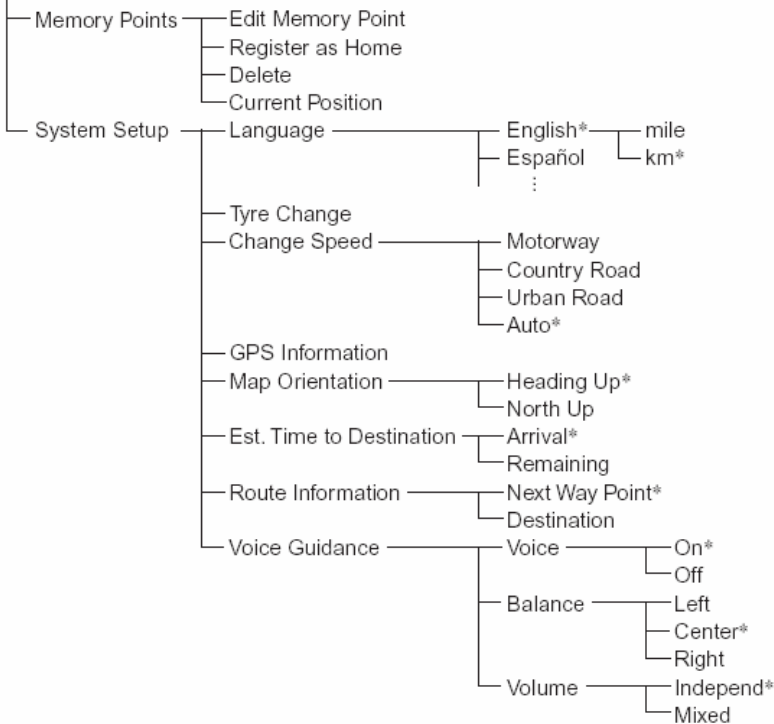 Memory Points Edit Memory Point
Register as Home
Delete
Current Position
System Setup Language English* mile
Español km*
⋮
Tyre Change
Change Speed Motorway
Country Road
Urban Road
Auto*
GPS Information
Map Orientation Heading Up*
North Up
Est. Time to Destination Arrival*
Remaining
Route Information Next Way Point*
Destination
Voice Guidance Voice On*
Off
Balance Left
Center*
Right
Volume Independ*
Mixed